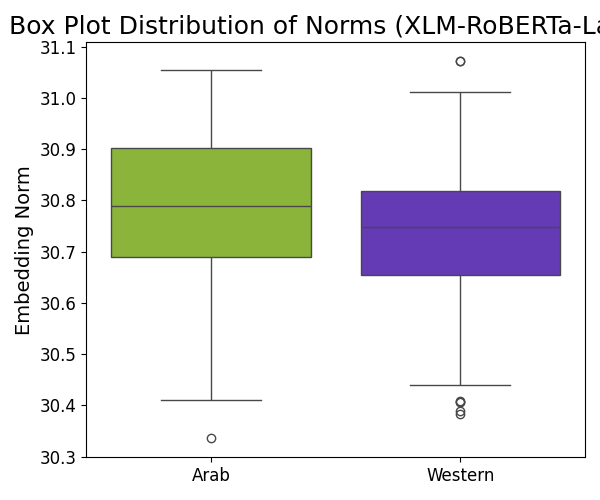 Box Plot Distribution of Norms (XLM-RoBERTa-La
31.1
31.0
30.9
30.8
30.7
30.6
30.5
30.4
30.3
Embedding Norm
Arab
Western